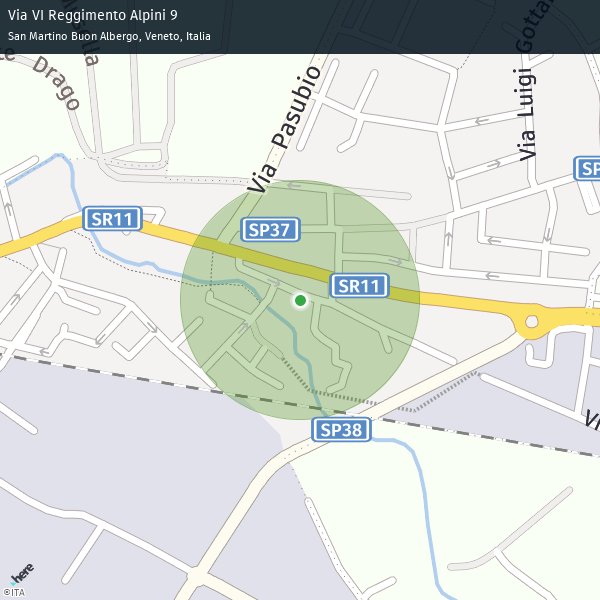 Via VI Reggimento Alpini 9
San Martino Buon Albergo, Veneto, Italia
Drago
Via Pasubio
Via Luigi
SR11
SP37
SR11
SP38
here
©ITA